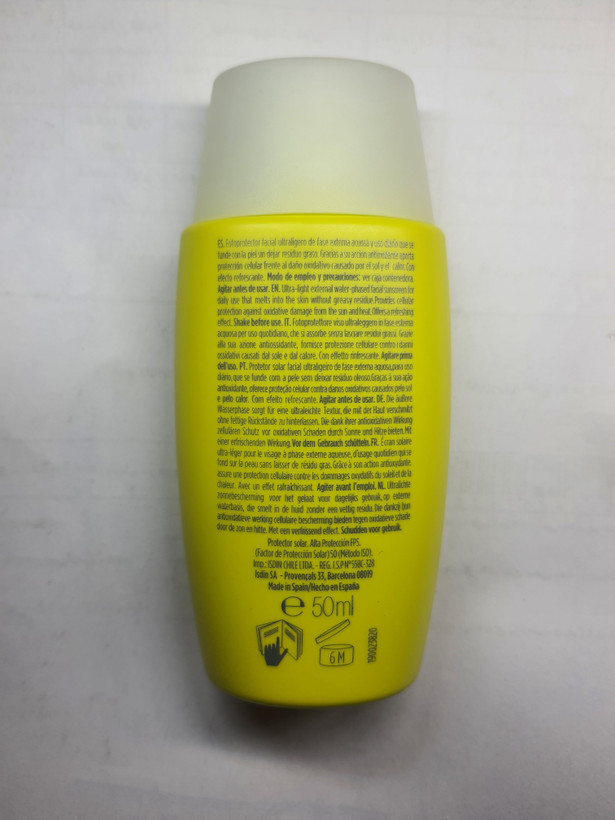 ES. Fotoprotector facial ultraligero de fase externa acuosa y uso diario que se
funde con la piel sin dejar residuo graso. Gracias a su acción antioxidante aporta
protección celular frente al daño oxidativo causado por el sol y el calor. Con
efecto refrescante. Modo de empleo y precauciones: ver caja contenedora.
Agitar antes de usar. EN. Ultra-light external water-phased facial sunscreen for
daily use that melts into the skin without greasy residue. Provides cellular
protection against oxidative damage from the sun and heat. Offers a refreshing
effect. Shake before use. IT. Fotoprotettore viso ultraleggero in fase esterna
acquosa per uso quotidiano, che si assorbe senza lasciare residui grassi. Grazie
alla sua azione antiossidante, fornisce protezione cellulare contro i danni
ossidativi causati dal sole e dal calore. Con effetto rinfrescante. Agitare prima
dell'uso. PT. Protetor solar facial ultraligeiro de fase externa aquosa,para uso
diário, que se funde com a pele sem deixar resíduo oleoso.Graças à sua ação
antioxidante, oferece proteção celular contra danos oxidativos causados pelo sol
e pelo calor. Com efeito refrescante. Agitar antes de usar. DE. Die äußere
Wasserphase sorgt für eine ultraleichte Textur, die mit der Haut verschmilzt
ohne fettige Rückstände zu hinterlassen. Die dank ihrer antioxidativen Wirkung
zellulären Schutz vor oxidativen Schaden durch Sonne und Hitze bieten. Mit
einer erfrischenden Wirkung. Vor dem Gebrauch schütteln. FR. Écran solaire
ultra-léger pour le visage à phase externe aqueuse, d'usage quotidien qui se
fond sur la peau sans laisser de résidu gras. Grâce à son action antioxydante,
assure une protection cellulaire contre les dommages oxydatifs du soleil et de la
chaleur. Avec un effet rafraîchissant. Agiter avant l'emploi. NL. Ultralichte
zonnebescherming voor het gelaat voor dagelijks gebruik, op externe
waterbasis, die smelt in de huid zonder een vettig residu. Die dankzij hun
antioxidatieve werking cellulaire bescherming bieden tegen oxidatieve schade
door de zon en hitte. Met een verfrissend effect. Schudden voor gebruik.
Protector solar. Alta Protección FPS.
(Factor de Protección Solar) 50 (Método ISO).
Imp.: ISDIN CHILE LTDA. - REG. I.S.P Nº 558C-328
Isdin SA - Provençals 33, Barcelona 08019
Made in Spain/Hecho en España
e 50ml
6 M
190023820